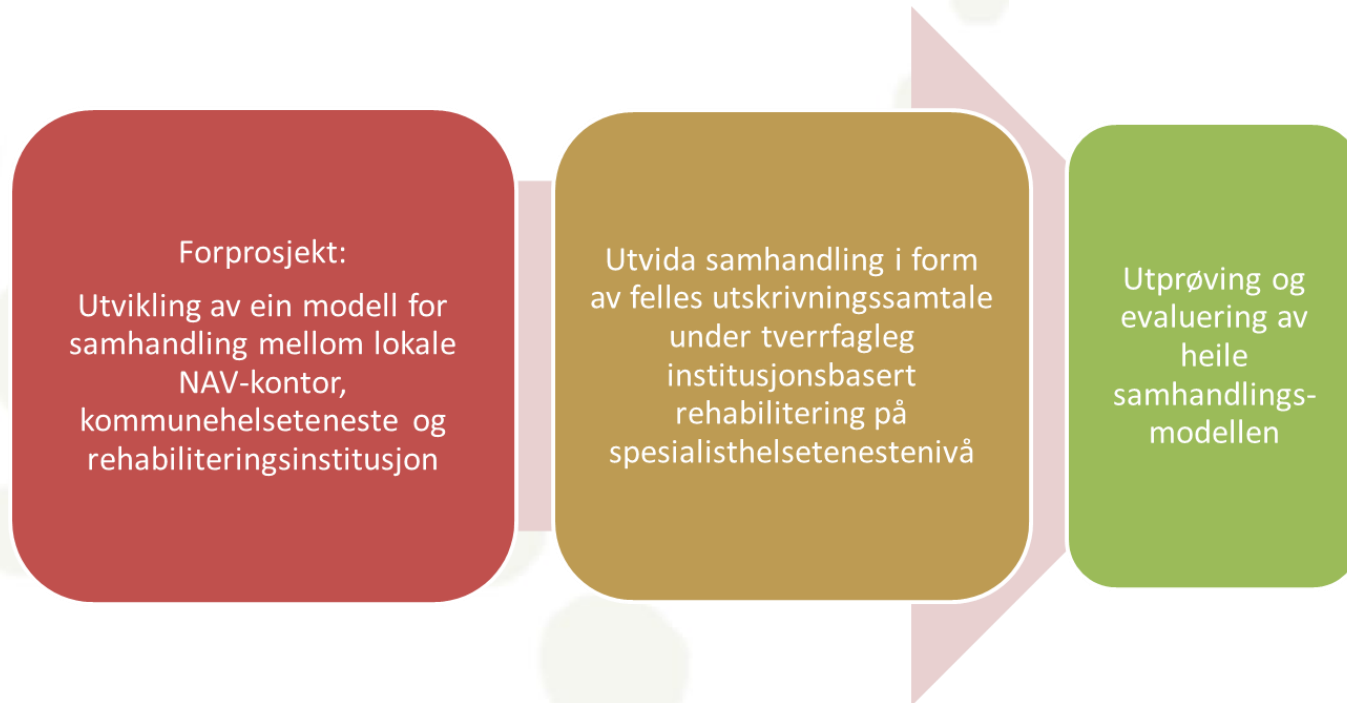 Forprosjekt:
Utvikling av ein modell for
samhandling mellom lokale
NAV-kontor,
kommunehelseteneste og
rehabiliteringsinstitusjon
Utvida samhandling i form
av felles utskrivningssamtale
under tverrfagleg
institusjonsbasert
rehabilitering på
spesialisthelsetenestenivå
Utprøving og
evaluering av
heile
samhandlings-
modellen